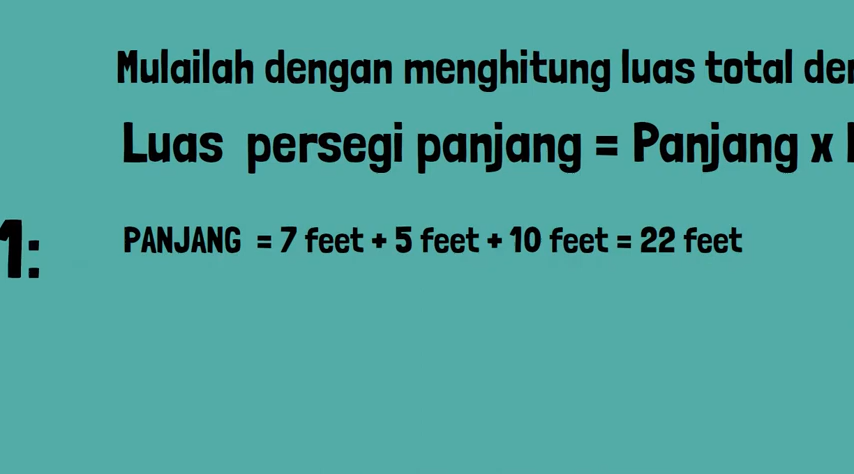 Mulailah dengan menghitung luas total
Luas persegi panjang = Panjang x
1:
PANJANG = 7 feet + 5 feet + 10 feet = 22 feet